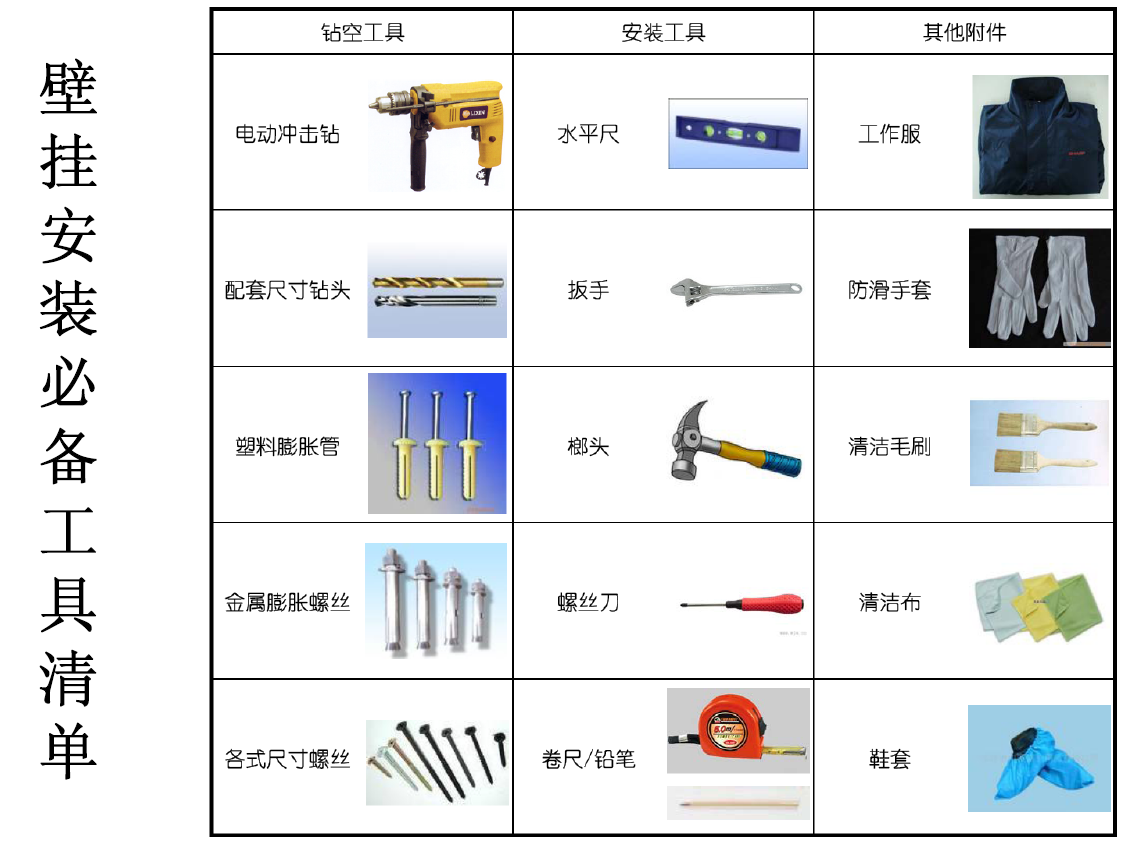 壁挂安装必备工具清单
钻空工具
安装工具
其他附件
电动冲击钻
水平尺
工作服
配套尺寸钻头
扳手
防滑手套
塑料膨胀管
榔头
清洁毛刷
金属膨胀螺丝
螺丝刀
清洁布
各式尺寸螺丝
卷尺/铅笔
5.0m
鞋套